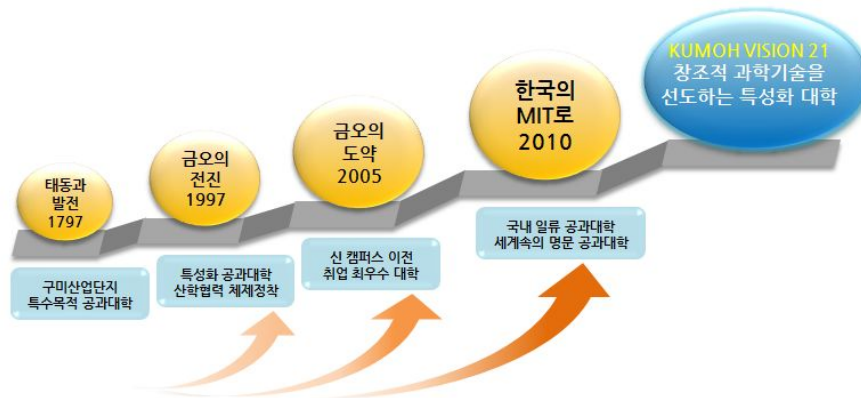 KUMOH VISION 21
창조적 과학기술을
선도하는 특성화 대학
한국의
MIT로
2010
금오의
도약
2005
금오의
전진
1997
태동과
발전
1797
구미산업단지
특수목적 공과대학
특성화 공과대학
산학협력 체제정착
신 캠퍼스 이전
취업 최우수 대학
국내 일류 공과대학
세계속의 명문 공과대학